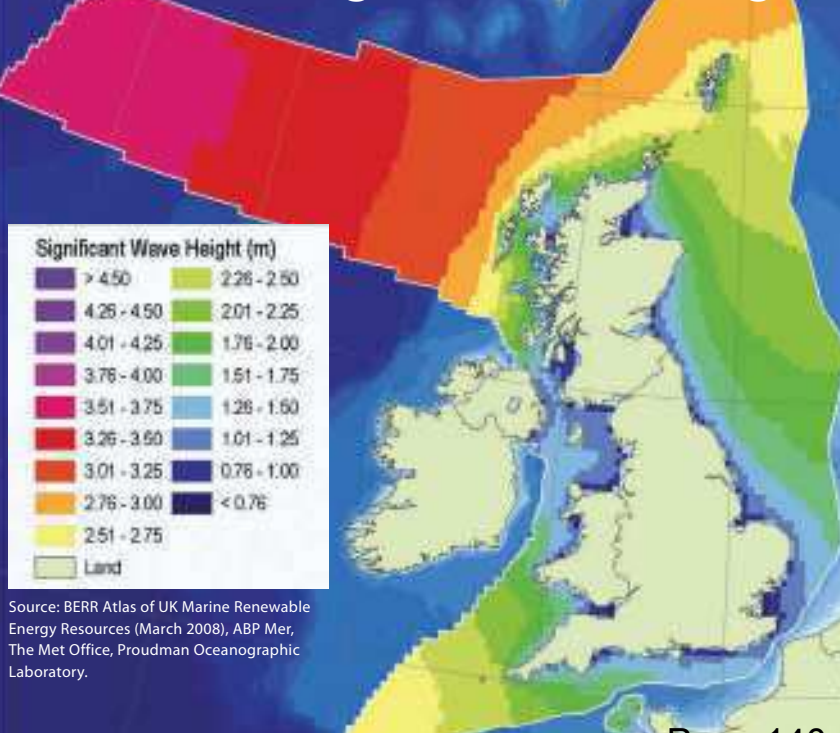 Significant Wave Height (m)
> 4.50
4.26 - 4.50
4.01 - 4.25
3.76 - 4.00
3.51 - 3.75
3.26 - 3.50
3.01 - 3.25
2.76 - 3.00
2.51 - 2.75
Land
2.26 - 2.50
2.01 - 2.25
1.76 - 2.00
1.51 - 1.75
1.26 - 1.50
1.01 - 1.25
0.76 - 1.00
< 0.76
Source: BERR Atlas of UK Marine Renewable
Energy Resources (March 2008), ABP Mer,
The Met Office, Proudman Oceanographic
Laboratory.